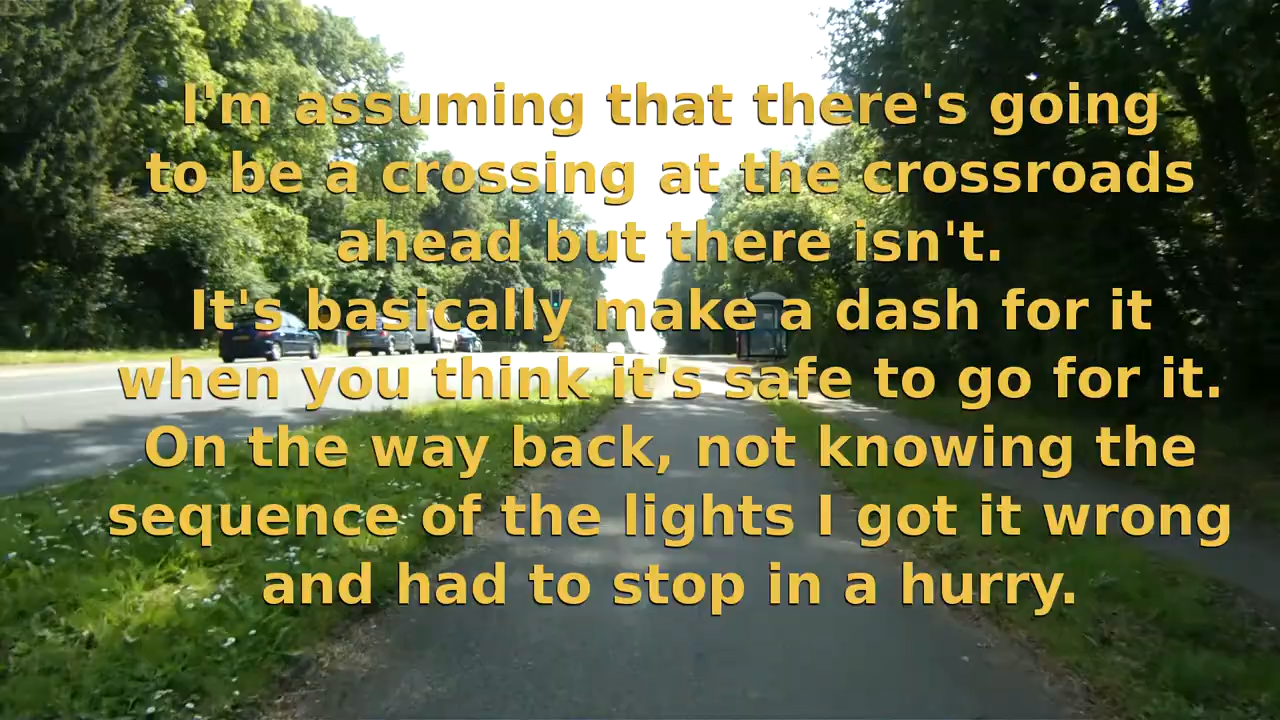 I'm assuming that there's going
to be a crossing at the crossroads
ahead but there isn't.
It's basically make a dash for it
when you think it's safe to go for it.
On the way back, not knowing the
sequence of the lights I got it wrong
and had to stop in a hurry.